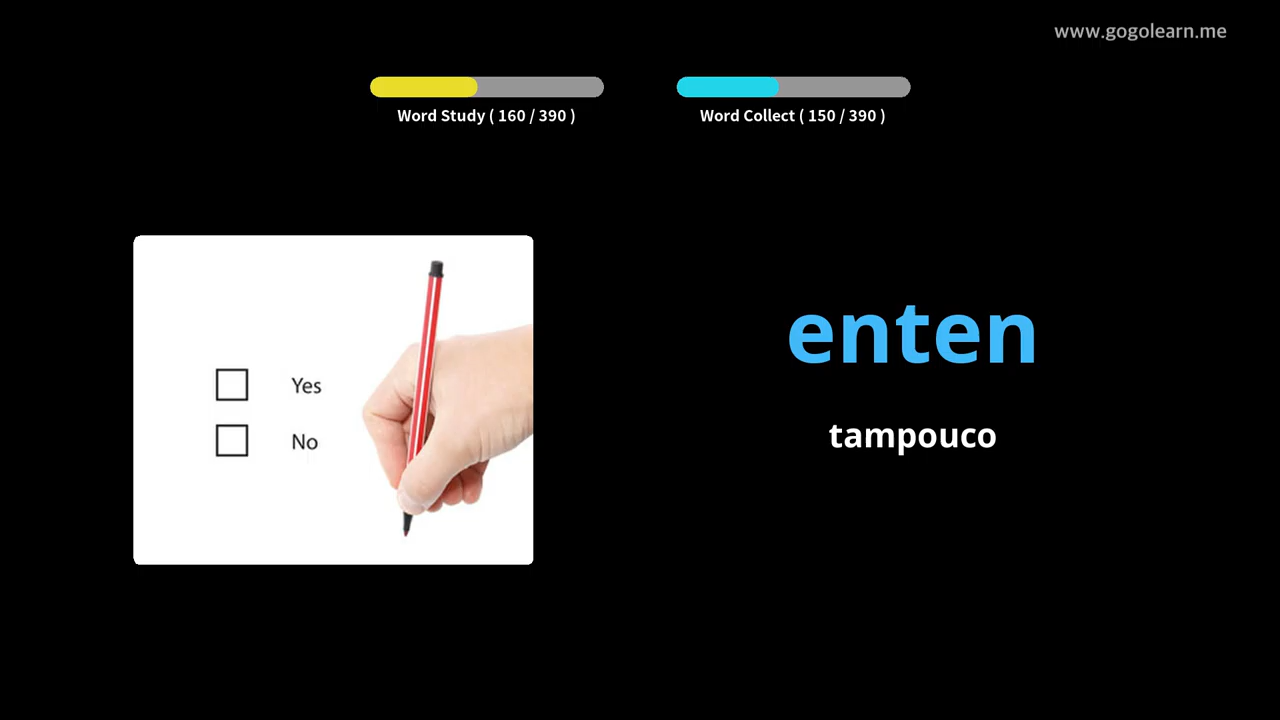 www.gogolearn.me
Word Study ( 160 / 390 )
Word Collect ( 150 / 390 )
Yes
No
enten
tampouco